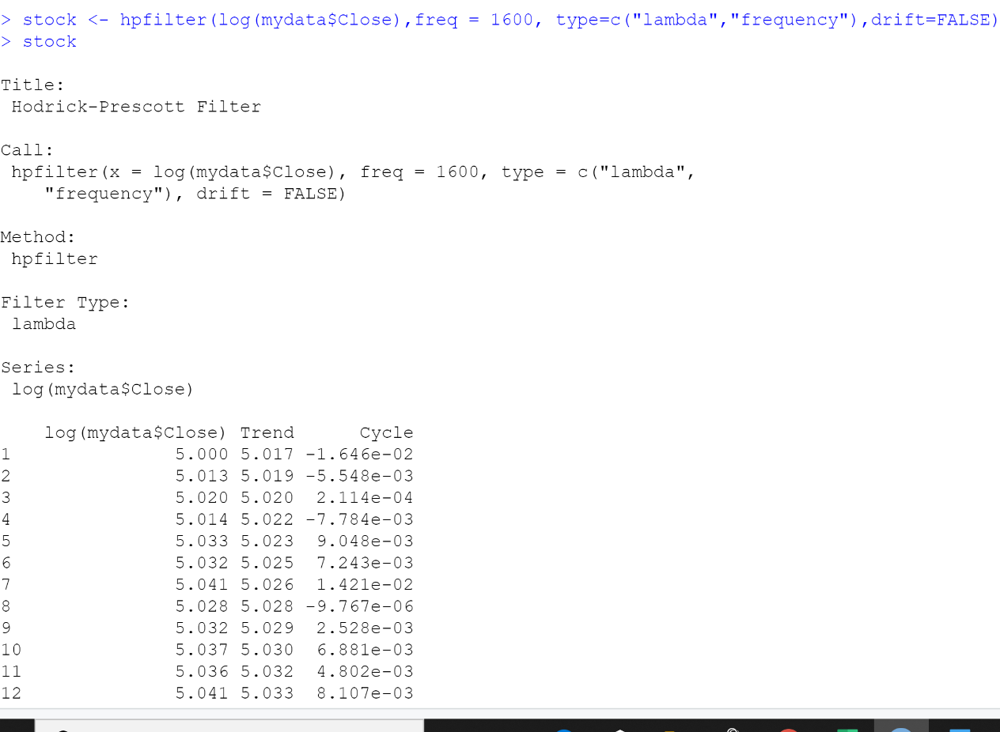 > stock <- hpfilter(log(mydata$Close),freq = 1600, type=c("lambda","frequency"),drift=FALSE)
> stock
Title:
 Hodrick-Prescott Filter
Call:
 hpfilter(x = log(mydata$Close), freq = 1600, type = c("lambda",
    "frequency"), drift = FALSE)
Method:
 hpfilter
Filter Type:
 lambda
Series:
 log(mydata$Close)
    log(mydata$Close) Trend      Cycle
1               5.000 5.017 -1.646e-02
2               5.013 5.019 -5.548e-03
3               5.020 5.020  2.114e-04
4               5.014 5.022 -7.784e-03
5               5.033 5.023  9.048e-03
6               5.032 5.025  7.243e-03
7               5.041 5.026  1.421e-02
8               5.028 5.028 -9.767e-06
9               5.032 5.029  2.528e-03
10              5.037 5.030  6.881e-03
11              5.036 5.032  4.802e-03
12              5.041 5.033  8.107e-03